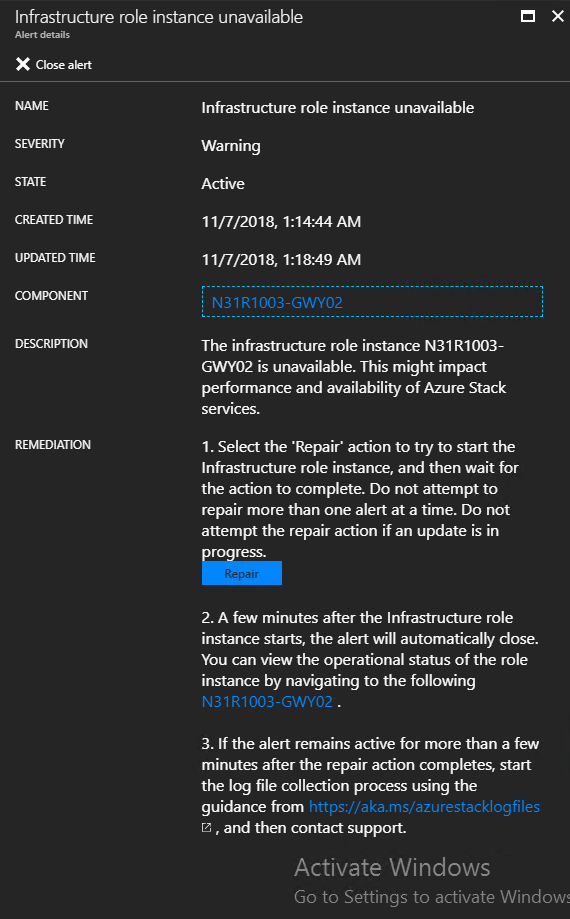 Infrastructure role instance unavailable
Alert details
Close alert
NAME
Infrastructure role instance unavailable
SEVERITY
Warning
STATE
Active
CREATED TIME
11/7/2018, 1:14:44 AM
UPDATED TIME
11/7/2018, 1:18:49 AM
COMPONENT
N31R1003-GWY02
DESCRIPTION
The infrastructure role instance N31R1003-
GWY02 is unavailable. This might impact
performance and availability of Azure Stack
services.
REMEDIATION
1. Select the 'Repair' action to try to start the
Infrastructure role instance, and then wait for
the action to complete. Do not attempt to
repair more than one alert at a time. Do not
attempt the repair action if an update is in
progress.
Repair
2. A few minutes after the Infrastructure role
instance starts, the alert will automatically close.
You can view the operational status of the role
instance by navigating to the following
N31R1003-GWY02 .
3. If the alert remains active for more than a few
minutes after the repair action completes, start
the log file collection process using the
guidance from https://aka.ms/azurestacklogfiles
, and then contact support.
Activate Windows
Go to Settings to activate Windows